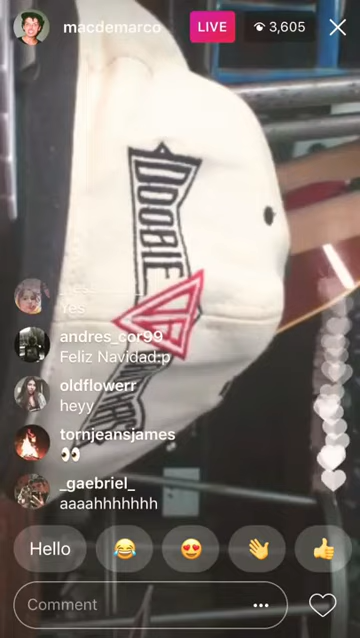 macdemarco
LIVE
3,605
DOOBIE
Yes
andres_cor99
Feliz Navidad:p
oldflowerr
heyy
tornjeansjames
👀
_gaebriel_
aaaahhhhhhh
Hello
😂
😍
👋
👍
Comment